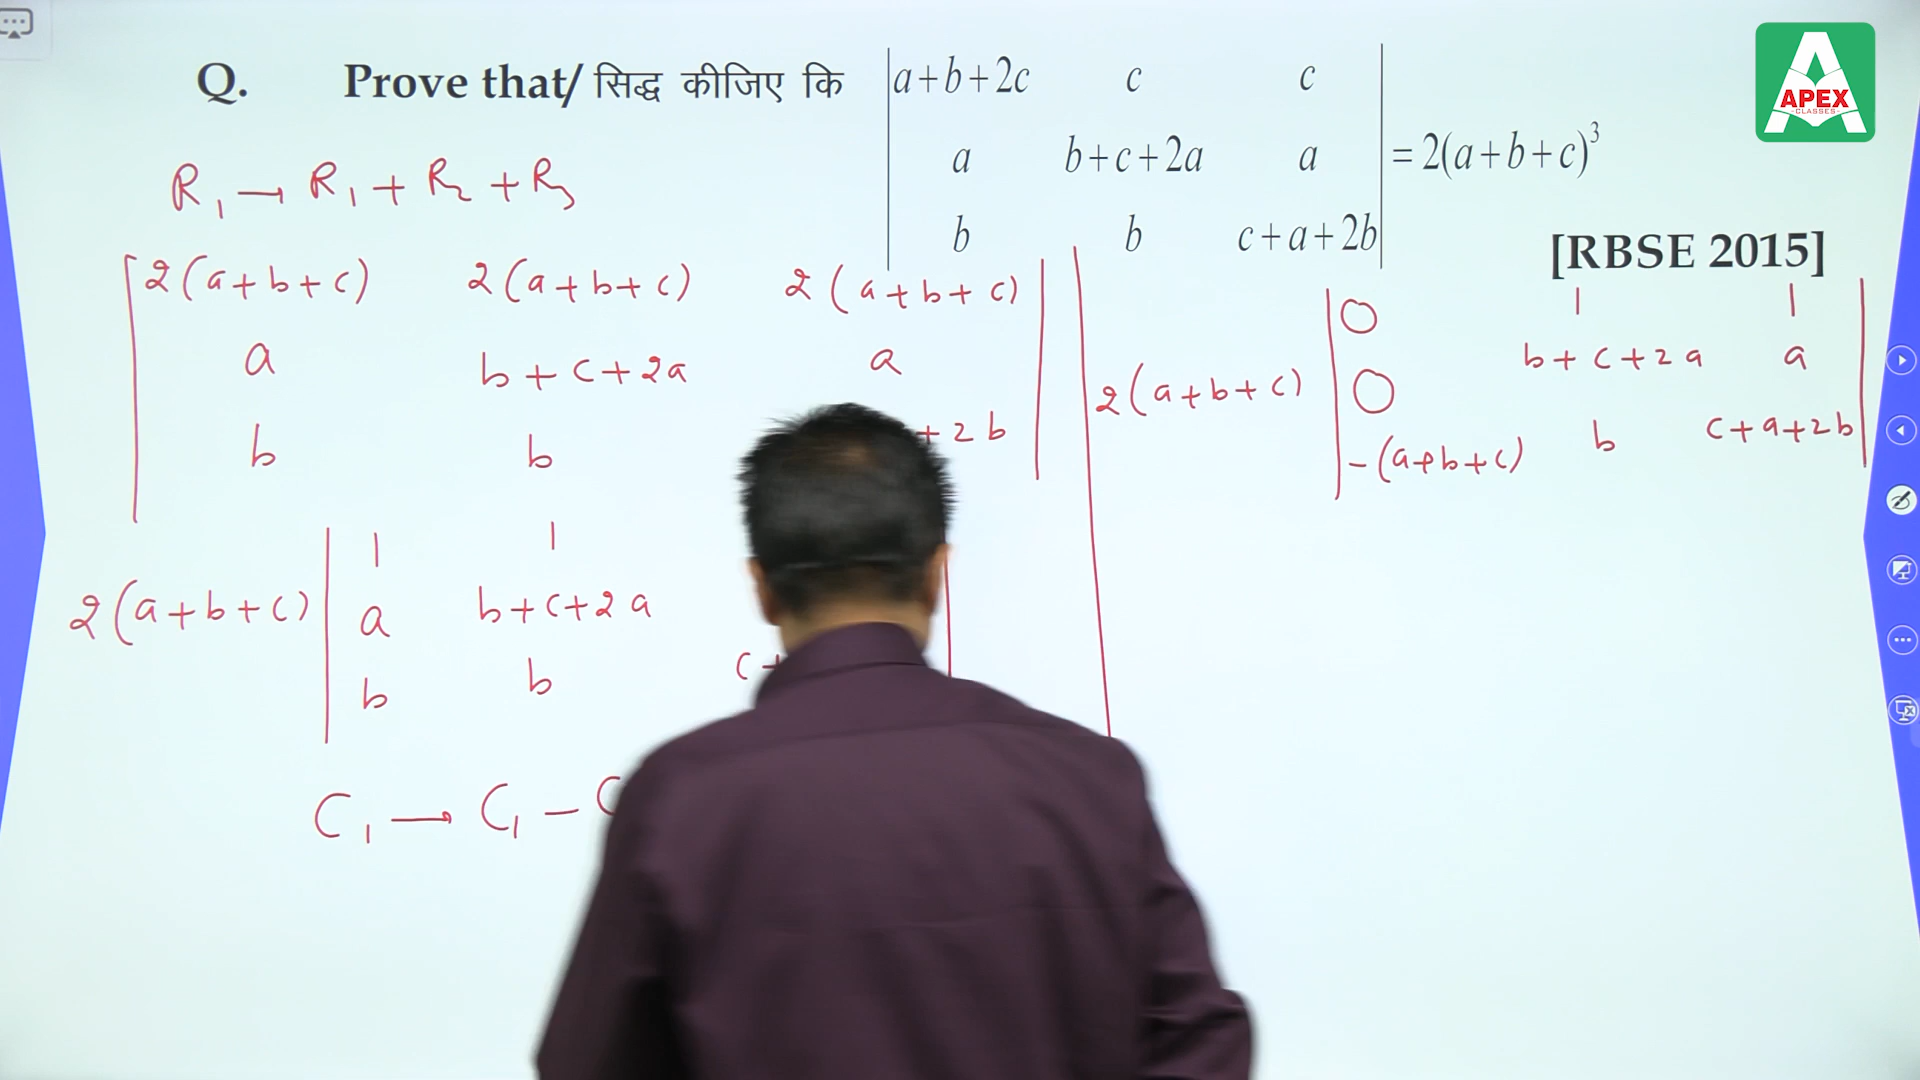 Q. Prove that/ सिद्ध कीजिए कि
a+b+2c c c
a b+c+2a a
b b c+a+2b
= 2(a+b+c)³
[RBSE 2015]
APEX
CLASSES
R₁ → R₁ + R₂ + R₃
2(a+b+c) 2(a+b+c) 2(a+b+c)
a b+c+2a a
b b +2b
2(a+b+c)
1 1
a b+c+2a
b b c+
C₁ → C₁ – C
2(a+b+c)
0 1 1
0 b+c+2a a
-(a+b+c) b c+a+2b